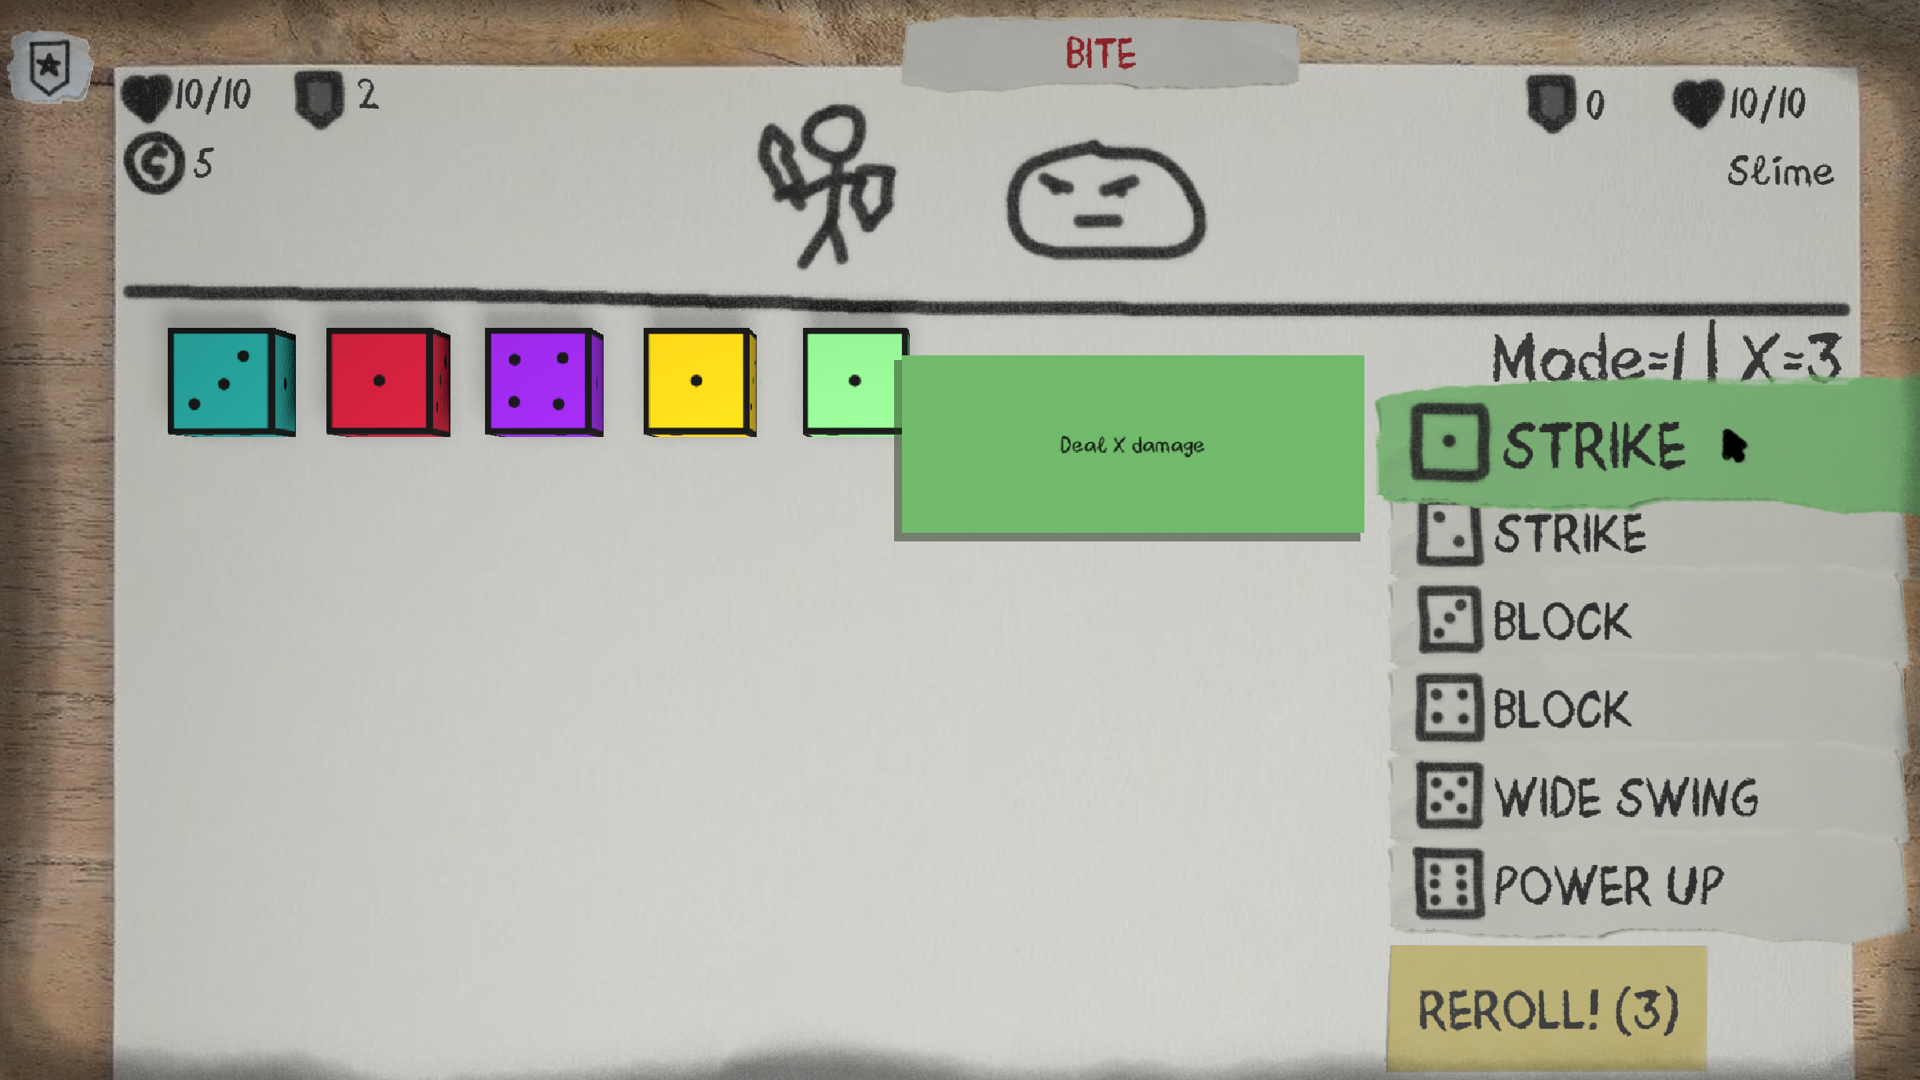 BITE
10/10
2
0
10/10
5
Slime
Mode=1 | X=3
Deal X damage
STRIKE
STRIKE
BLOCK
BLOCK
WIDE SWING
POWER UP
REROLL! (3)